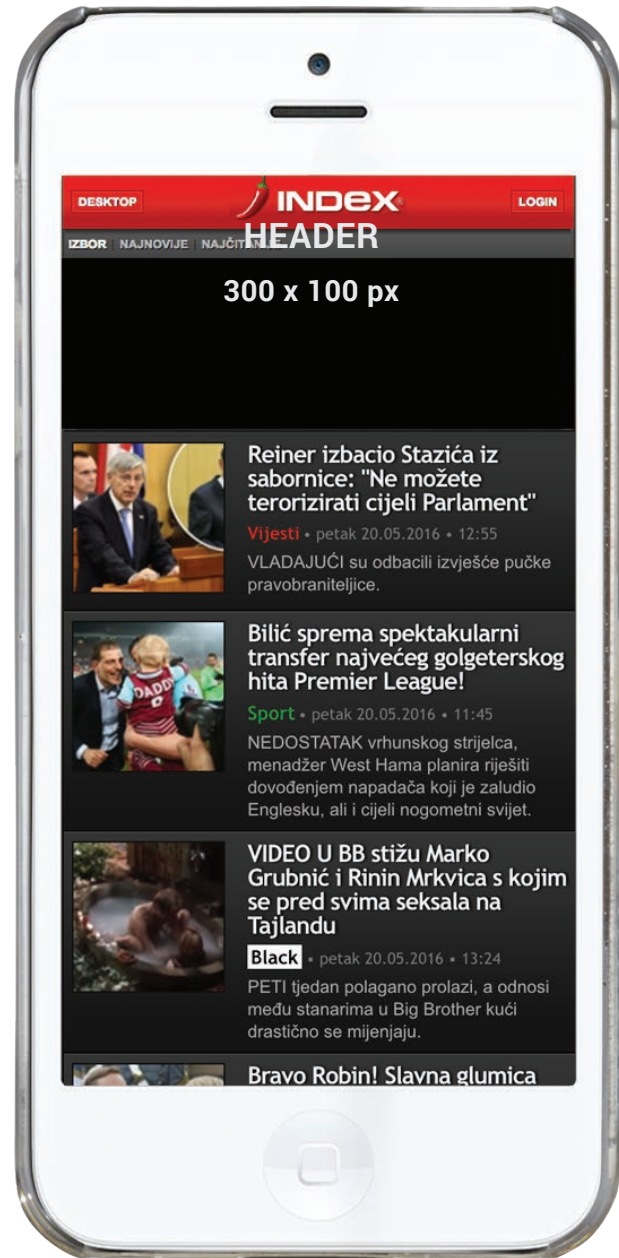 DESKTOP
INDEX
LOGIN
HEADER
IZBOR NAJNOVIJE NAJČITANIJE
300 x 100 px
Reiner izbacio Stazića iz
sabornice: "Ne možete
terorizirati cijeli Parlament"
Vijesti • petak 20.05.2016 • 12:55
VLADAJUĆI su odbacili izvješće pučke
pravobraniteljice.
Bilić sprema spektakularni
transfer najvećeg golgeterskog
hita Premier League!
Sport • petak 20.05.2016 • 11:45
NEDOSTATAK vrhunskog strijelca,
menadžer West Hama planira riješiti
dovođenjem napadača koji je zaludio
Englesku, ali i cijeli nogometni svijet.
DADDY
VIDEO U BB stižu Marko
Grubnić i Rinin Mrkvica s kojim
se pred svima seksala na
Tajlandu
Black • petak 20.05.2016 • 13:24
PETI tjedan polagano prolazi, a odnosi
među stanarima u Big Brother kući
drastično se mijenjaju.
Bravo Robin! Slavna glumica